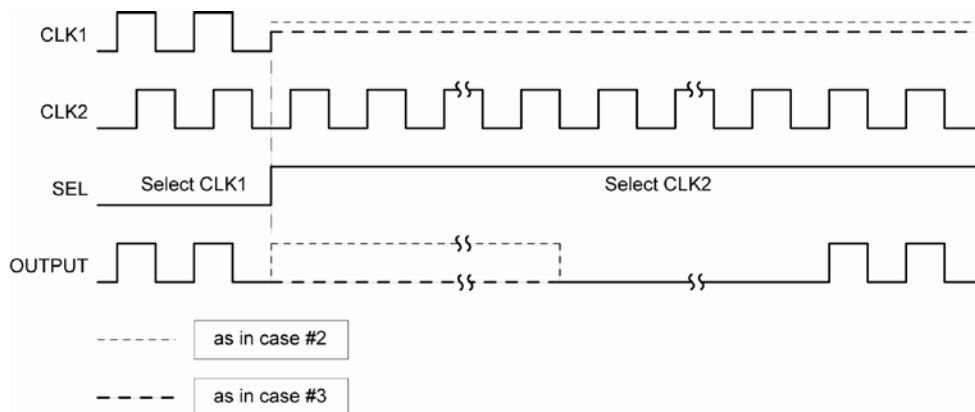 CLK1
CLK2
SEL
Select CLK1
Select CLK2
OUTPUT
as in case #2
as in case #3